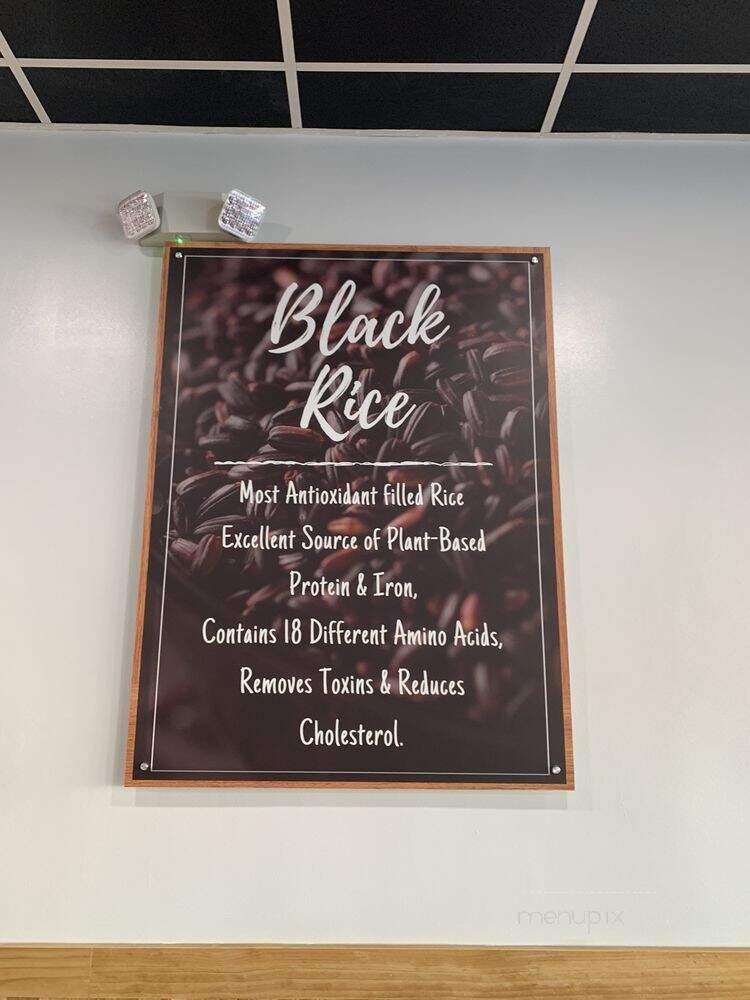 Black
Rice
Most Antioxidant filled Rice
Excellent Source of Plant-Based
Protein & Iron,
Contains 18 Different Amino Acids,
Removes Toxins & Reduces
Cholesterol.
menupix